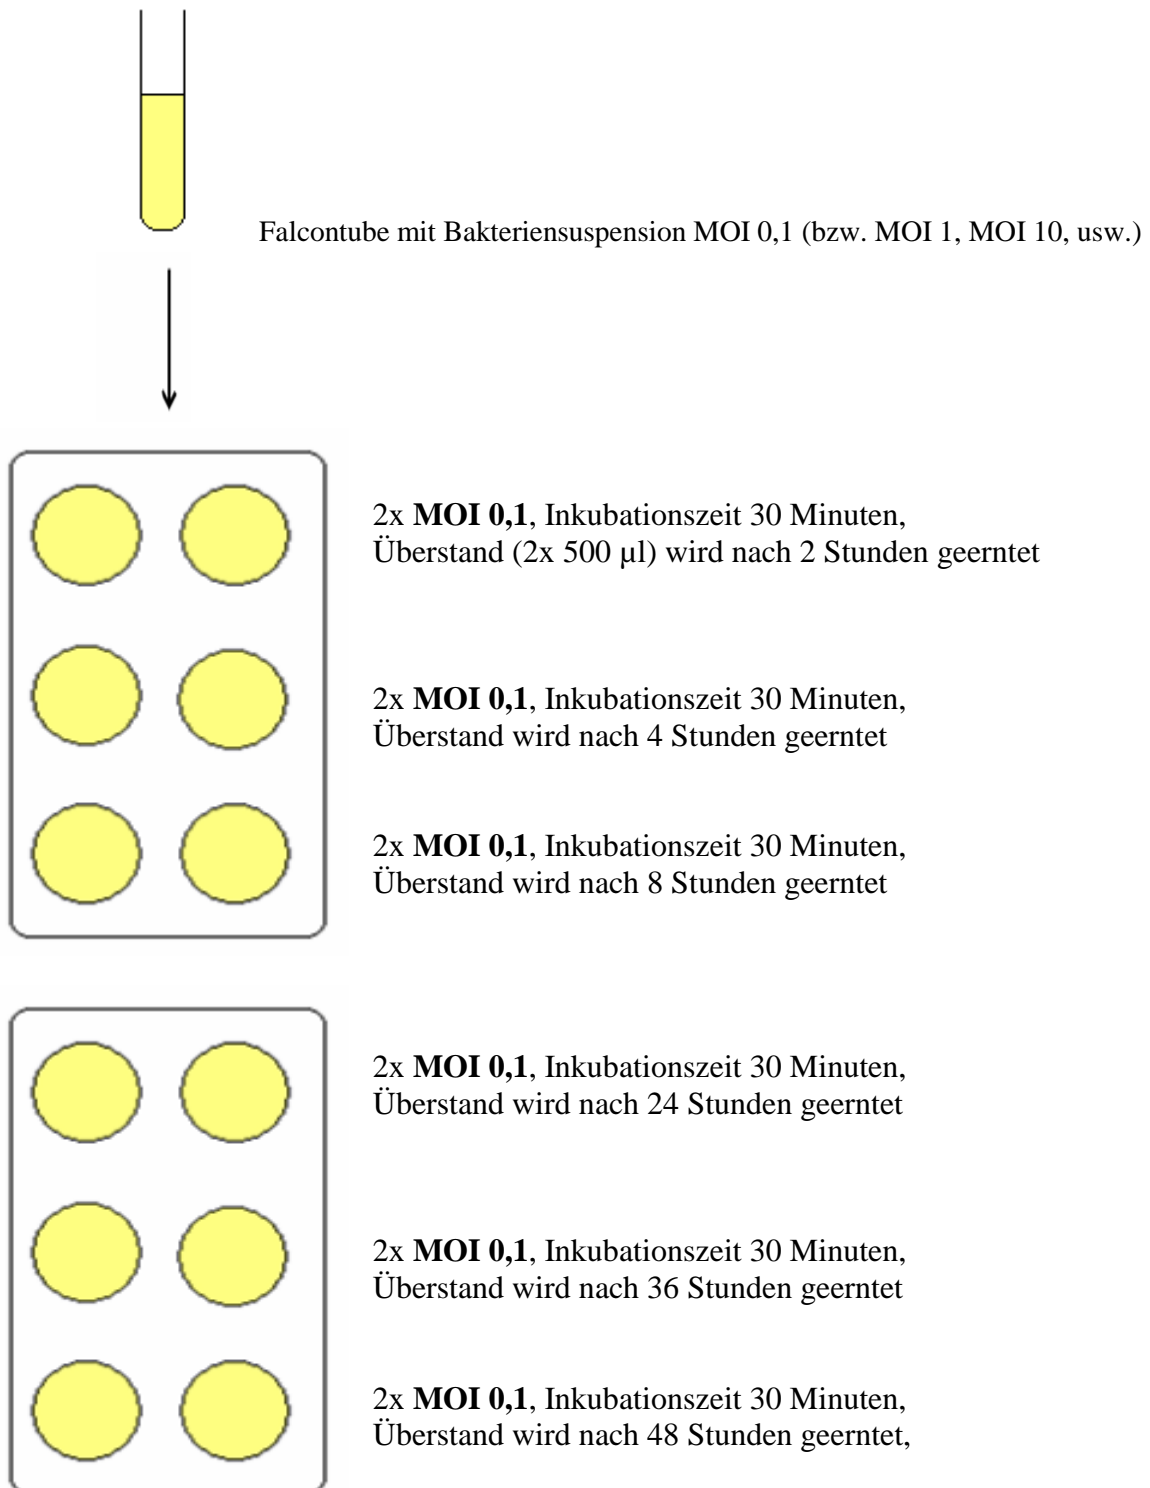 Falcontube mit Bakteriensuspension MOI 0,1 (bzw. MOI 1, MOI 10, usw.)
2x MOI 0,1, Inkubationszeit 30 Minuten,
Überstand (2x 500 µl) wird nach 2 Stunden geerntet
2x MOI 0,1, Inkubationszeit 30 Minuten,
Überstand wird nach 4 Stunden geerntet
2x MOI 0,1, Inkubationszeit 30 Minuten,
Überstand wird nach 8 Stunden geerntet
2x MOI 0,1, Inkubationszeit 30 Minuten,
Überstand wird nach 24 Stunden geerntet
2x MOI 0,1, Inkubationszeit 30 Minuten,
Überstand wird nach 36 Stunden geerntet
2x MOI 0,1, Inkubationszeit 30 Minuten,
Überstand wird nach 48 Stunden geerntet,